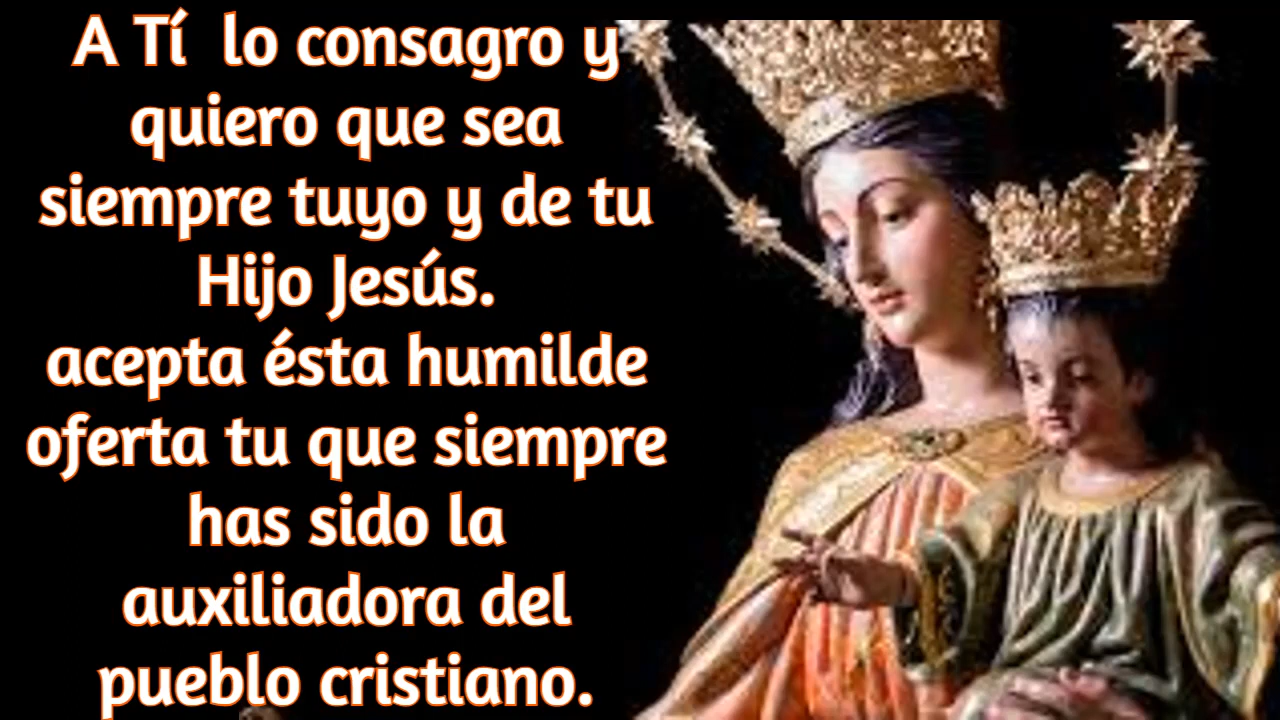 A Tí lo consagro y
quiero que sea
siempre tuyo y de tu
Hijo Jesús.
acepta ésta humilde
oferta tu que siempre
has sido la
auxiliadora del
pueblo cristiano.